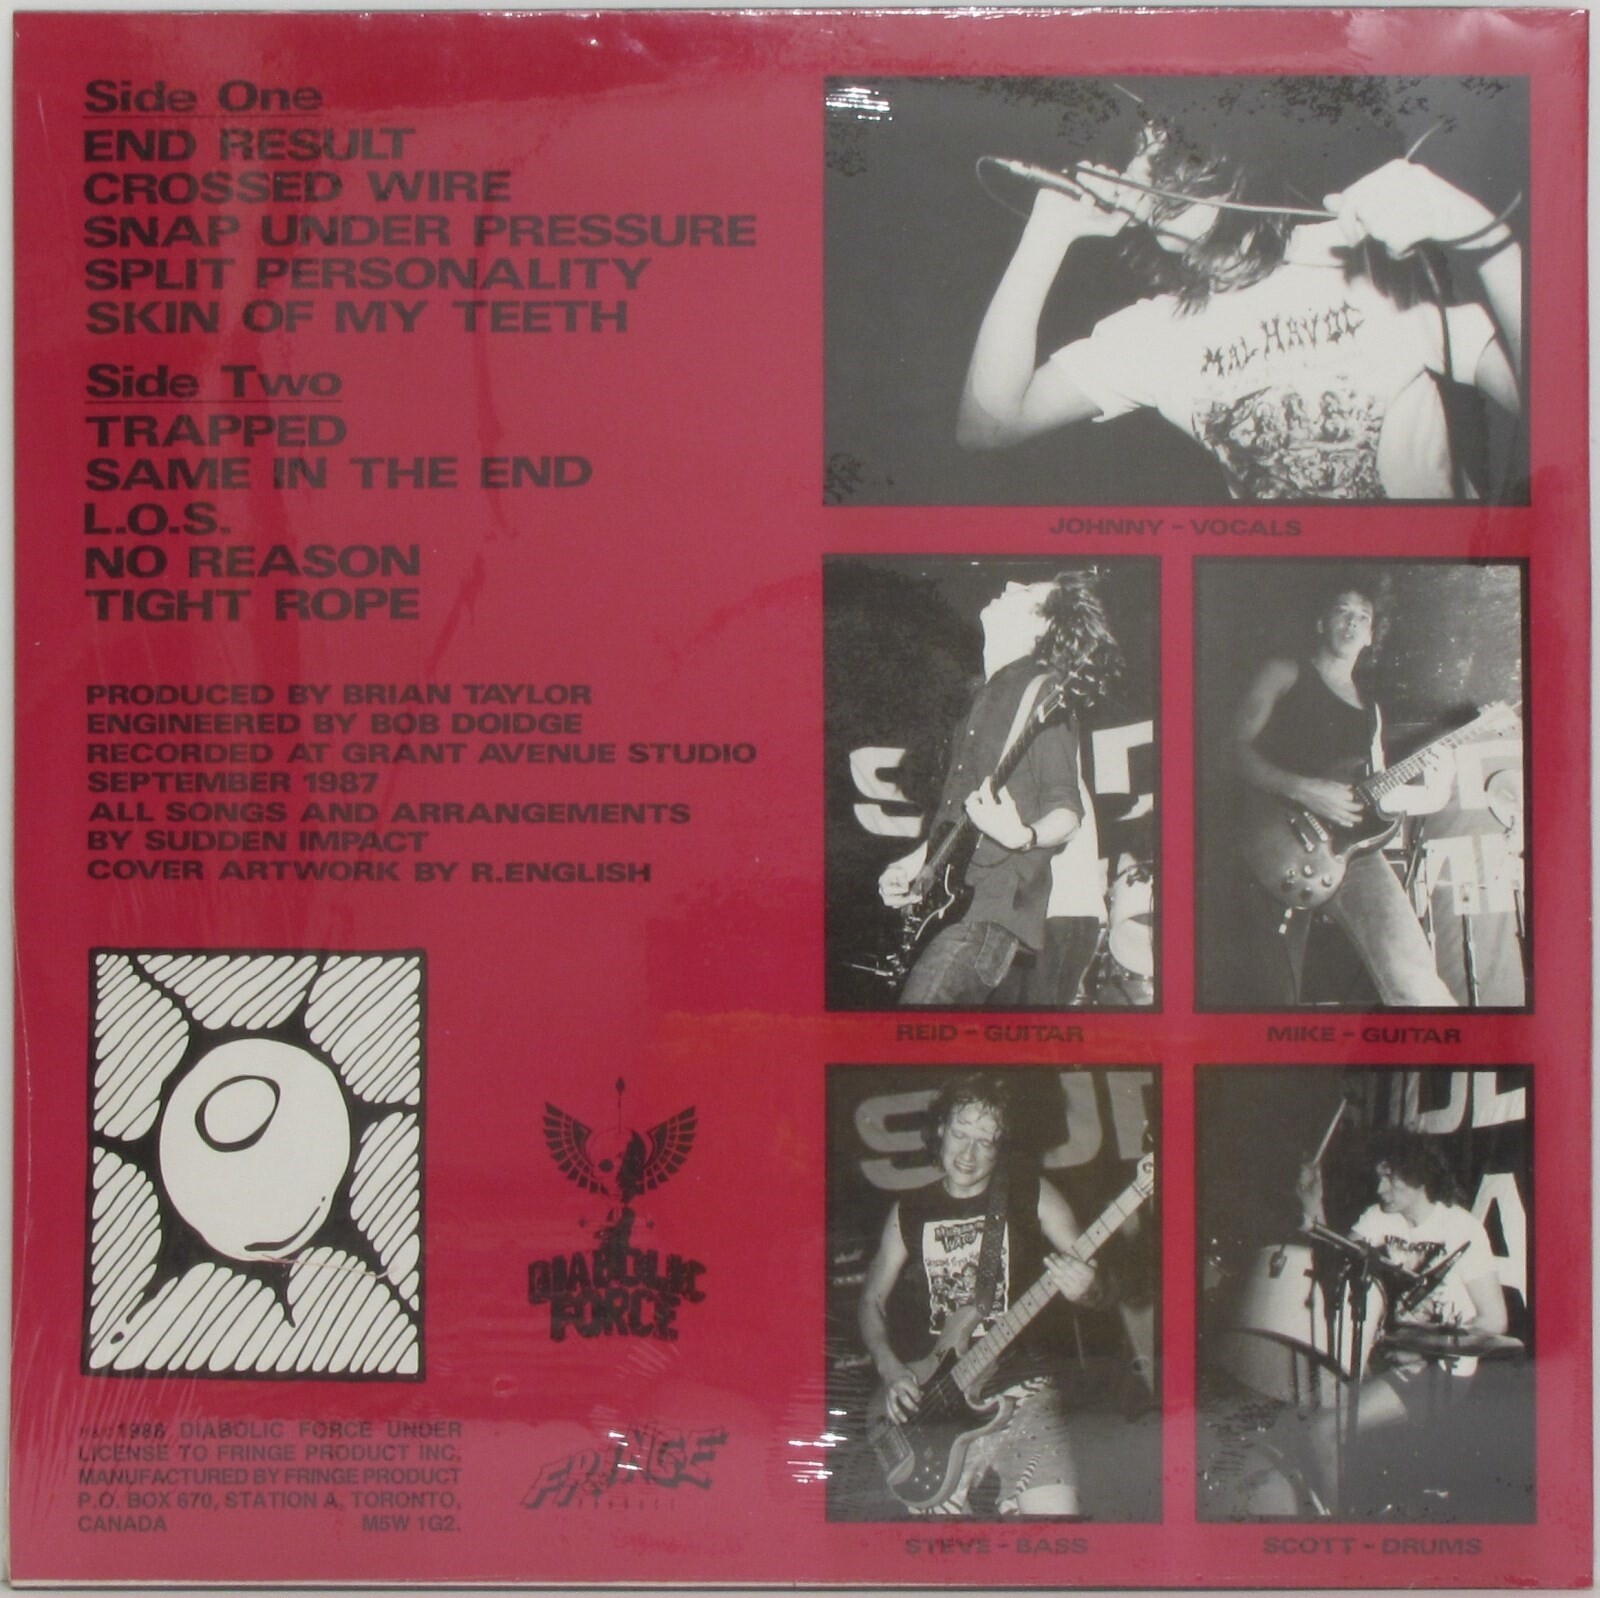 Side One
END RESULT
CROSSED WIRE
SNAP UNDER PRESSURE
SPLIT PERSONALITY
SKIN OF MY TEETH
Side Two
TRAPPED
SAME IN THE END
L.O.S.
NO REASON
TIGHT ROPE
PRODUCED BY BRIAN TAYLOR
ENGINEERED BY BOB DOIDGE
RECORDED AT GRANT AVENUE STUDIO
SEPTEMBER 1987
ALL SONGS AND ARRANGEMENTS
BY SUDDEN IMPACT
COVER ARTWORK BY R.ENGLISH
DIABOLIC
FORCE
1988 DIABOLIC FORCE UNDER
LICENSE TO FRINGE PRODUCT INC,
MANUFACTURED BY FRINGE PRODUCT
P.O. BOX 670, STATION A, TORONTO,
CANADA M5W 1G2.
FRINGE
PRODUCT
MALHAVOC
JOHNNY - VOCALS
REID - GUITAR
MIKE - GUITAR
STEVE - BASS
SCOTT - DRUMS